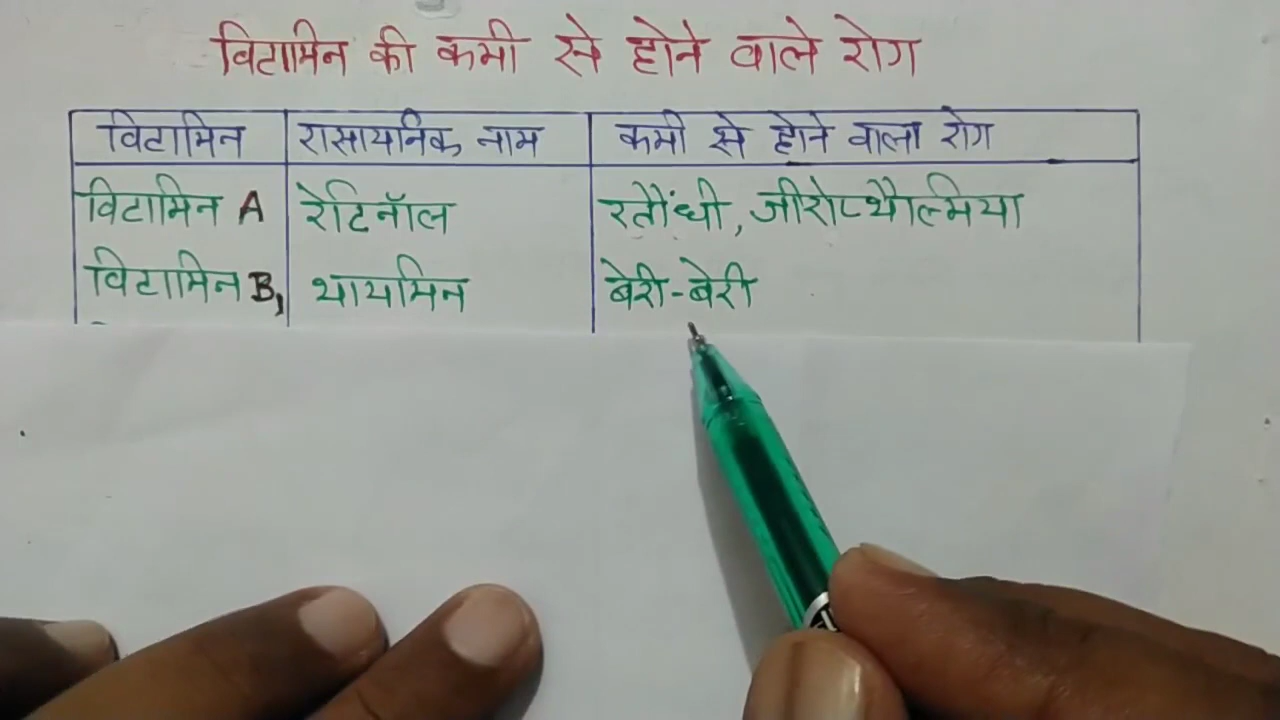 विटामिन की कमी से होने वाले रोग
विटामिन रासायनिक नाम कमी से होने वाला रोग
विटामिन A रेटिनॉल रतौंधी, जीरोप्थैल्मिया
विटामिन B₁ थायमिन बेरी-बेरी